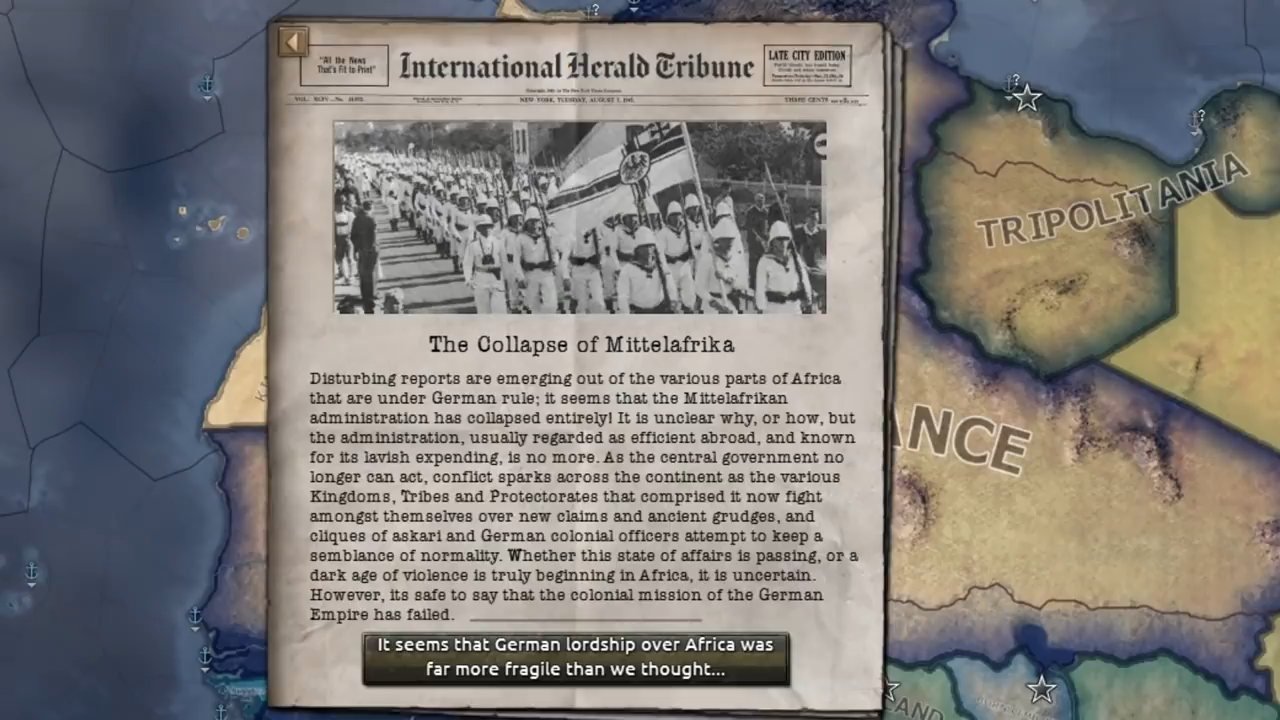 "All the News
That's Fit to Print"
International Herald Tribune
LATE CITY EDITION
NEW YORK, TUESDAY, AUGUST 7, 1945.
THREE CENTS
The Collapse of Mittelafrika
Disturbing reports are emerging out of the various parts of Africa
that are under German rule; it seems that the Mittelafrikan
administration has collapsed entirely! It is unclear why, or how, but
the administration, usually regarded as efficient abroad, and known
for its lavish expending, is no more. As the central government no
longer can act, conflict sparks across the continent as the various
Kingdoms, Tribes and Protectorates that comprised it now fight
amongst themselves over new claims and ancient grudges, and
cliques of askari and German colonial officers attempt to keep a
semblance of normality. Whether this state of affairs is passing, or a
dark age of violence is truly beginning in Africa, it is uncertain.
However, its safe to say that the colonial mission of the German
Empire has failed.
It seems that German lordship over Africa was
far more fragile than we thought...
TRIPOLITANIA
ANCE
AND